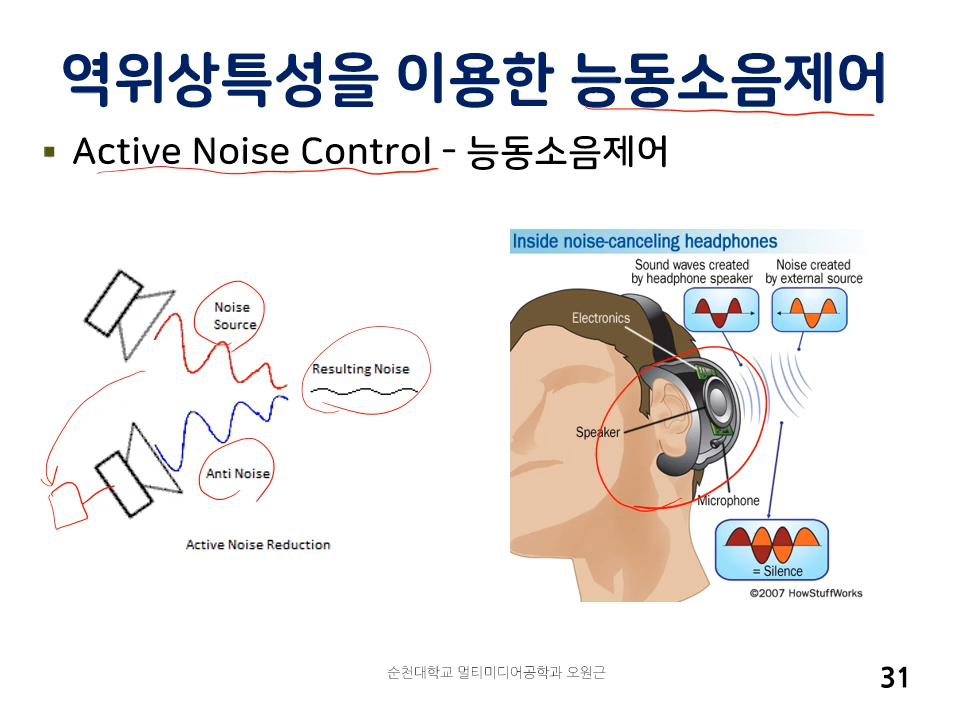 역위상특성을 이용한 능동소음제어
Active Noise Control - 능동소음제어
Noise
Source
Resulting Noise
Anti Noise
Active Noise Reduction
Inside noise-canceling headphones
Sound waves created
by headphone speaker
Noise created
by external source
Electronics
Speaker
Microphone
= Silence
©2007 HowStuffWorks
순천대학교 멀티미디어공학과 오원근
31